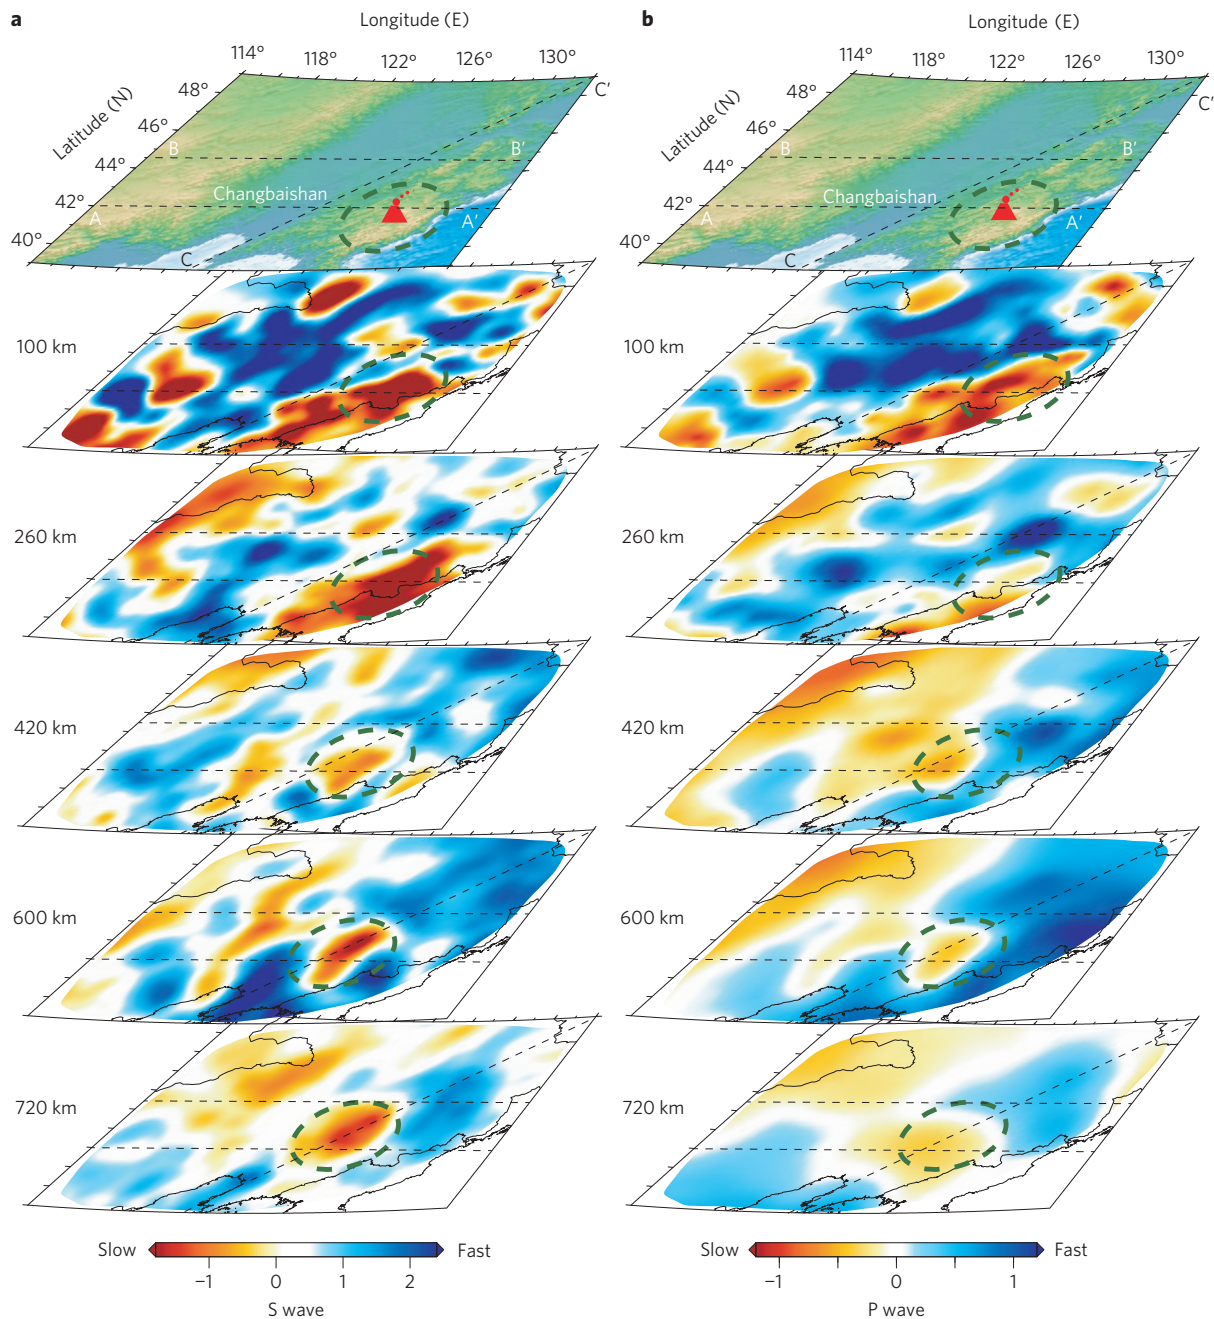 a
Longitude (E)
114°
118°
122°
126°
130°
Latitude (N)
48°
46°
44°
42°
40°
B
B′
Changbaishan
A
A′
C
C′
100 km
260 km
420 km
600 km
720 km
Slow
Fast
−1
0
1
2
S wave
b
Longitude (E)
114°
118°
122°
126°
130°
Latitude (N)
48°
46°
44°
42°
40°
B
B′
Changbaishan
A
A′
C
C′
100 km
260 km
420 km
600 km
720 km
Slow
Fast
−1
0
1
P wave